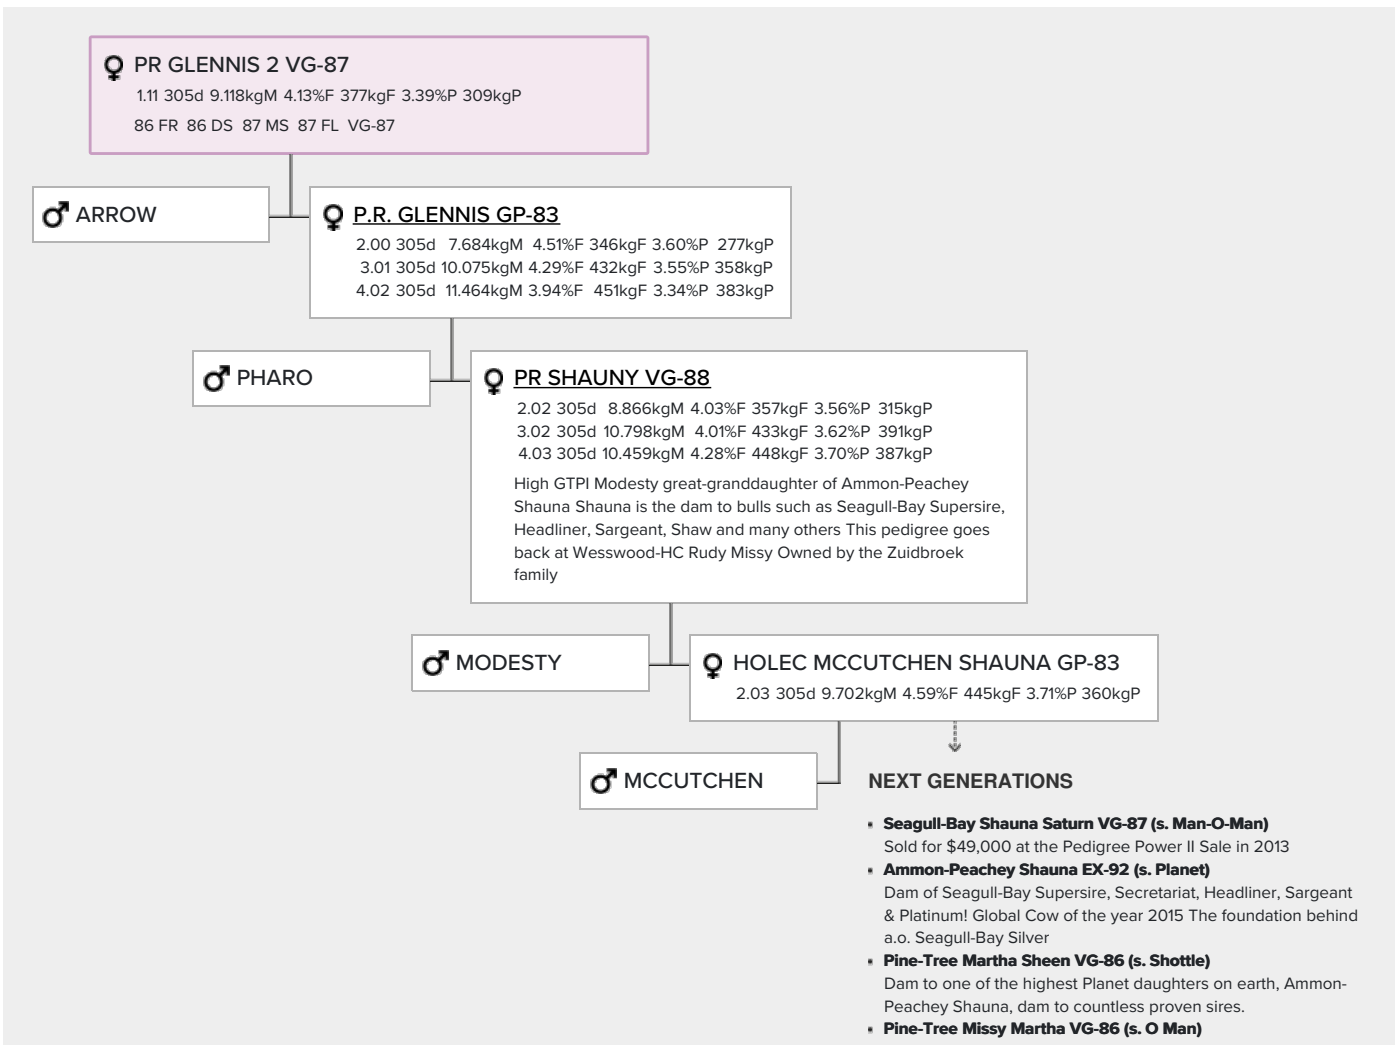 PR GLENNIS 2 VG-87
1.11 305d 9.118kgM 4.13%F 377kgF 3.39%P 309kgP
86 FR 86 DS 87 MS 87 FL VG-87
ARROW
P.R. GLENNIS GP-83
2.00 305d 7.684kgM 4.51%F 346kgF 3.60%P 277kgP
3.01 305d 10.075kgM 4.29%F 432kgF 3.55%P 358kgP
4.02 305d 11.464kgM 3.94%F 451kgF 3.34%P 383kgP
PHARO
PR SHAUNY VG-88
2.02 305d 8.866kgM 4.03%F 357kgF 3.56%P 315kgP
3.02 305d 10.798kgM 4.01%F 433kgF 3.62%P 391kgP
4.03 305d 10.459kgM 4.28%F 448kgF 3.70%P 387kgP
High GTPI Modesty great-granddaughter of Ammon-Peachey
Shauna Shauna is the dam to bulls such as Seagull-Bay Supersire,
Headliner, Sargeant, Shaw and many others This pedigree goes
back at Wesswood-HC Rudy Missy Owned by the Zuidbroek
family
MODESTY
HOLEC MCCUTCHEN SHAUNA GP-83
2.03 305d 9.702kgM 4.59%F 445kgF 3.71%P 360kgP
MCCUTCHEN
NEXT GENERATIONS
Seagull-Bay Shauna Saturn VG-87 (s. Man-O-Man)
Sold for $49,000 at the Pedigree Power II Sale in 2013
Ammon-Peachey Shauna EX-92 (s. Planet)
Dam of Seagull-Bay Supersire, Secretariat, Headliner, Sargeant
& Platinum! Global Cow of the year 2015 The foundation behind
a.o. Seagull-Bay Silver
Pine-Tree Martha Sheen VG-86 (s. Shottle)
Dam to one of the highest Planet daughters on earth, Ammon-
Peachey Shauna, dam to countless proven sires.
Pine-Tree Missy Martha VG-86 (s. O Man)